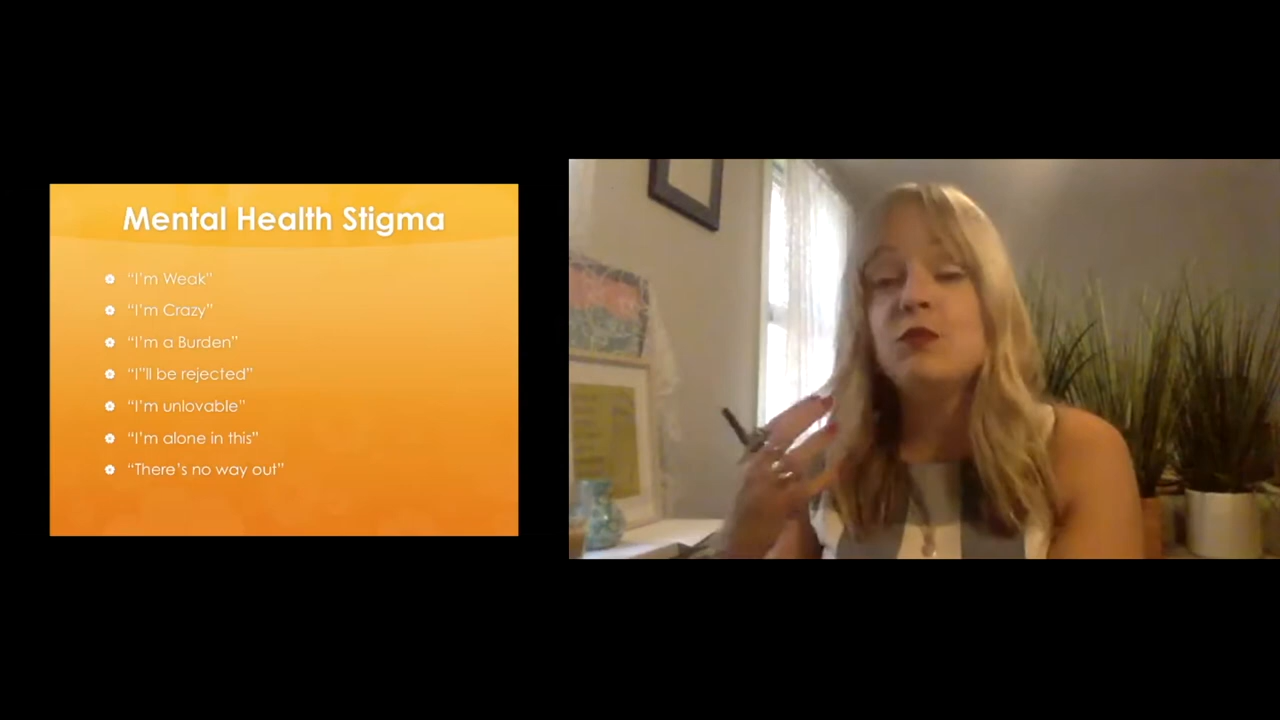 Mental Health Stigma
“I’m Weak”
“I’m Crazy”
“I’m a Burden”
“I”ll be rejected”
“I’m unlovable”
“I’m alone in this”
“There’s no way out”